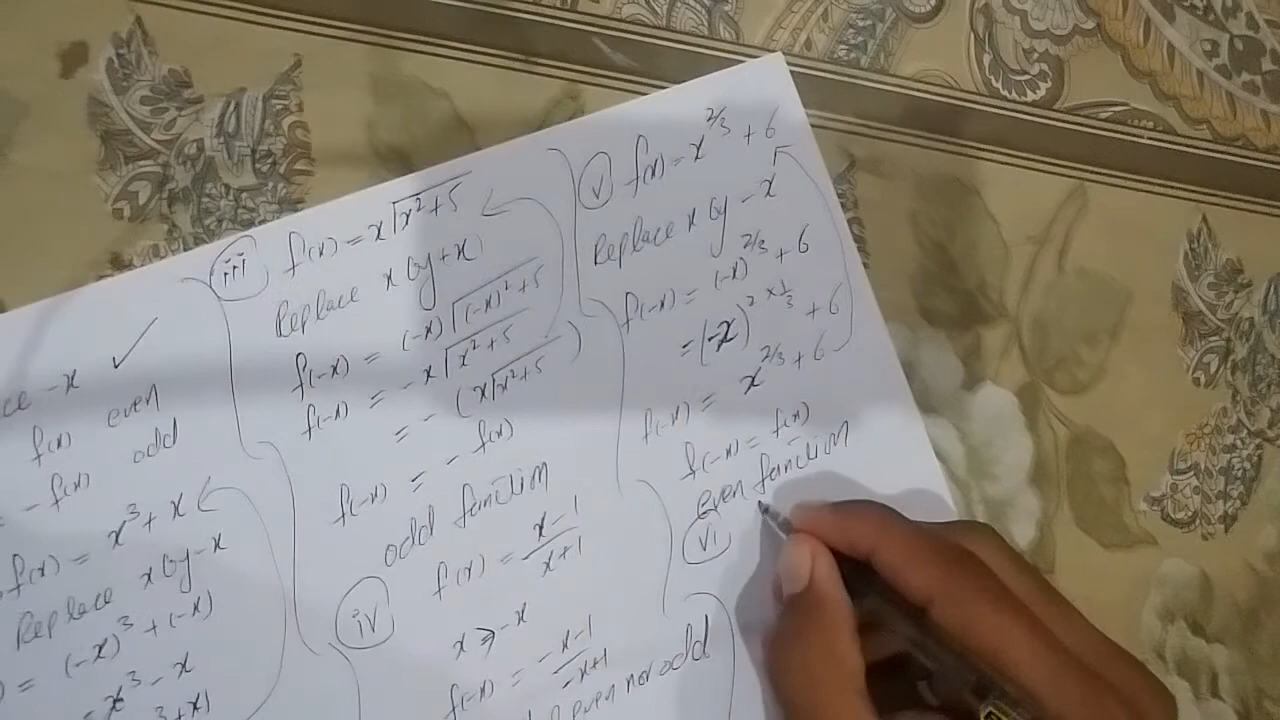 ce -x
f(x) even
-f(x) odd
f(x) = x³ + x
Replace x by -x
(-x)³ + (-x)
= -x³ - x
³ + x)
iii f(x) = x√x²+5
Replace x by +x
f(-x) = (-x)√(-x)²+5
f(-x) = -x√x²+5
= -(x√x²+5)
f(-x) = -f(x)
odd function
iv f(x) = x-1/x+1
x ⇒ -x
f(-x) = -x-1/-x+1
even nor odd
v f(x) = x^2/3 + 6
Replace x by -x
f(-x) = (-x)^2/3 + 6
= (-x)^2×1/3 + 6
f(-x) = x^2/3 + 6
f(-x) = f(x)
even function
vi